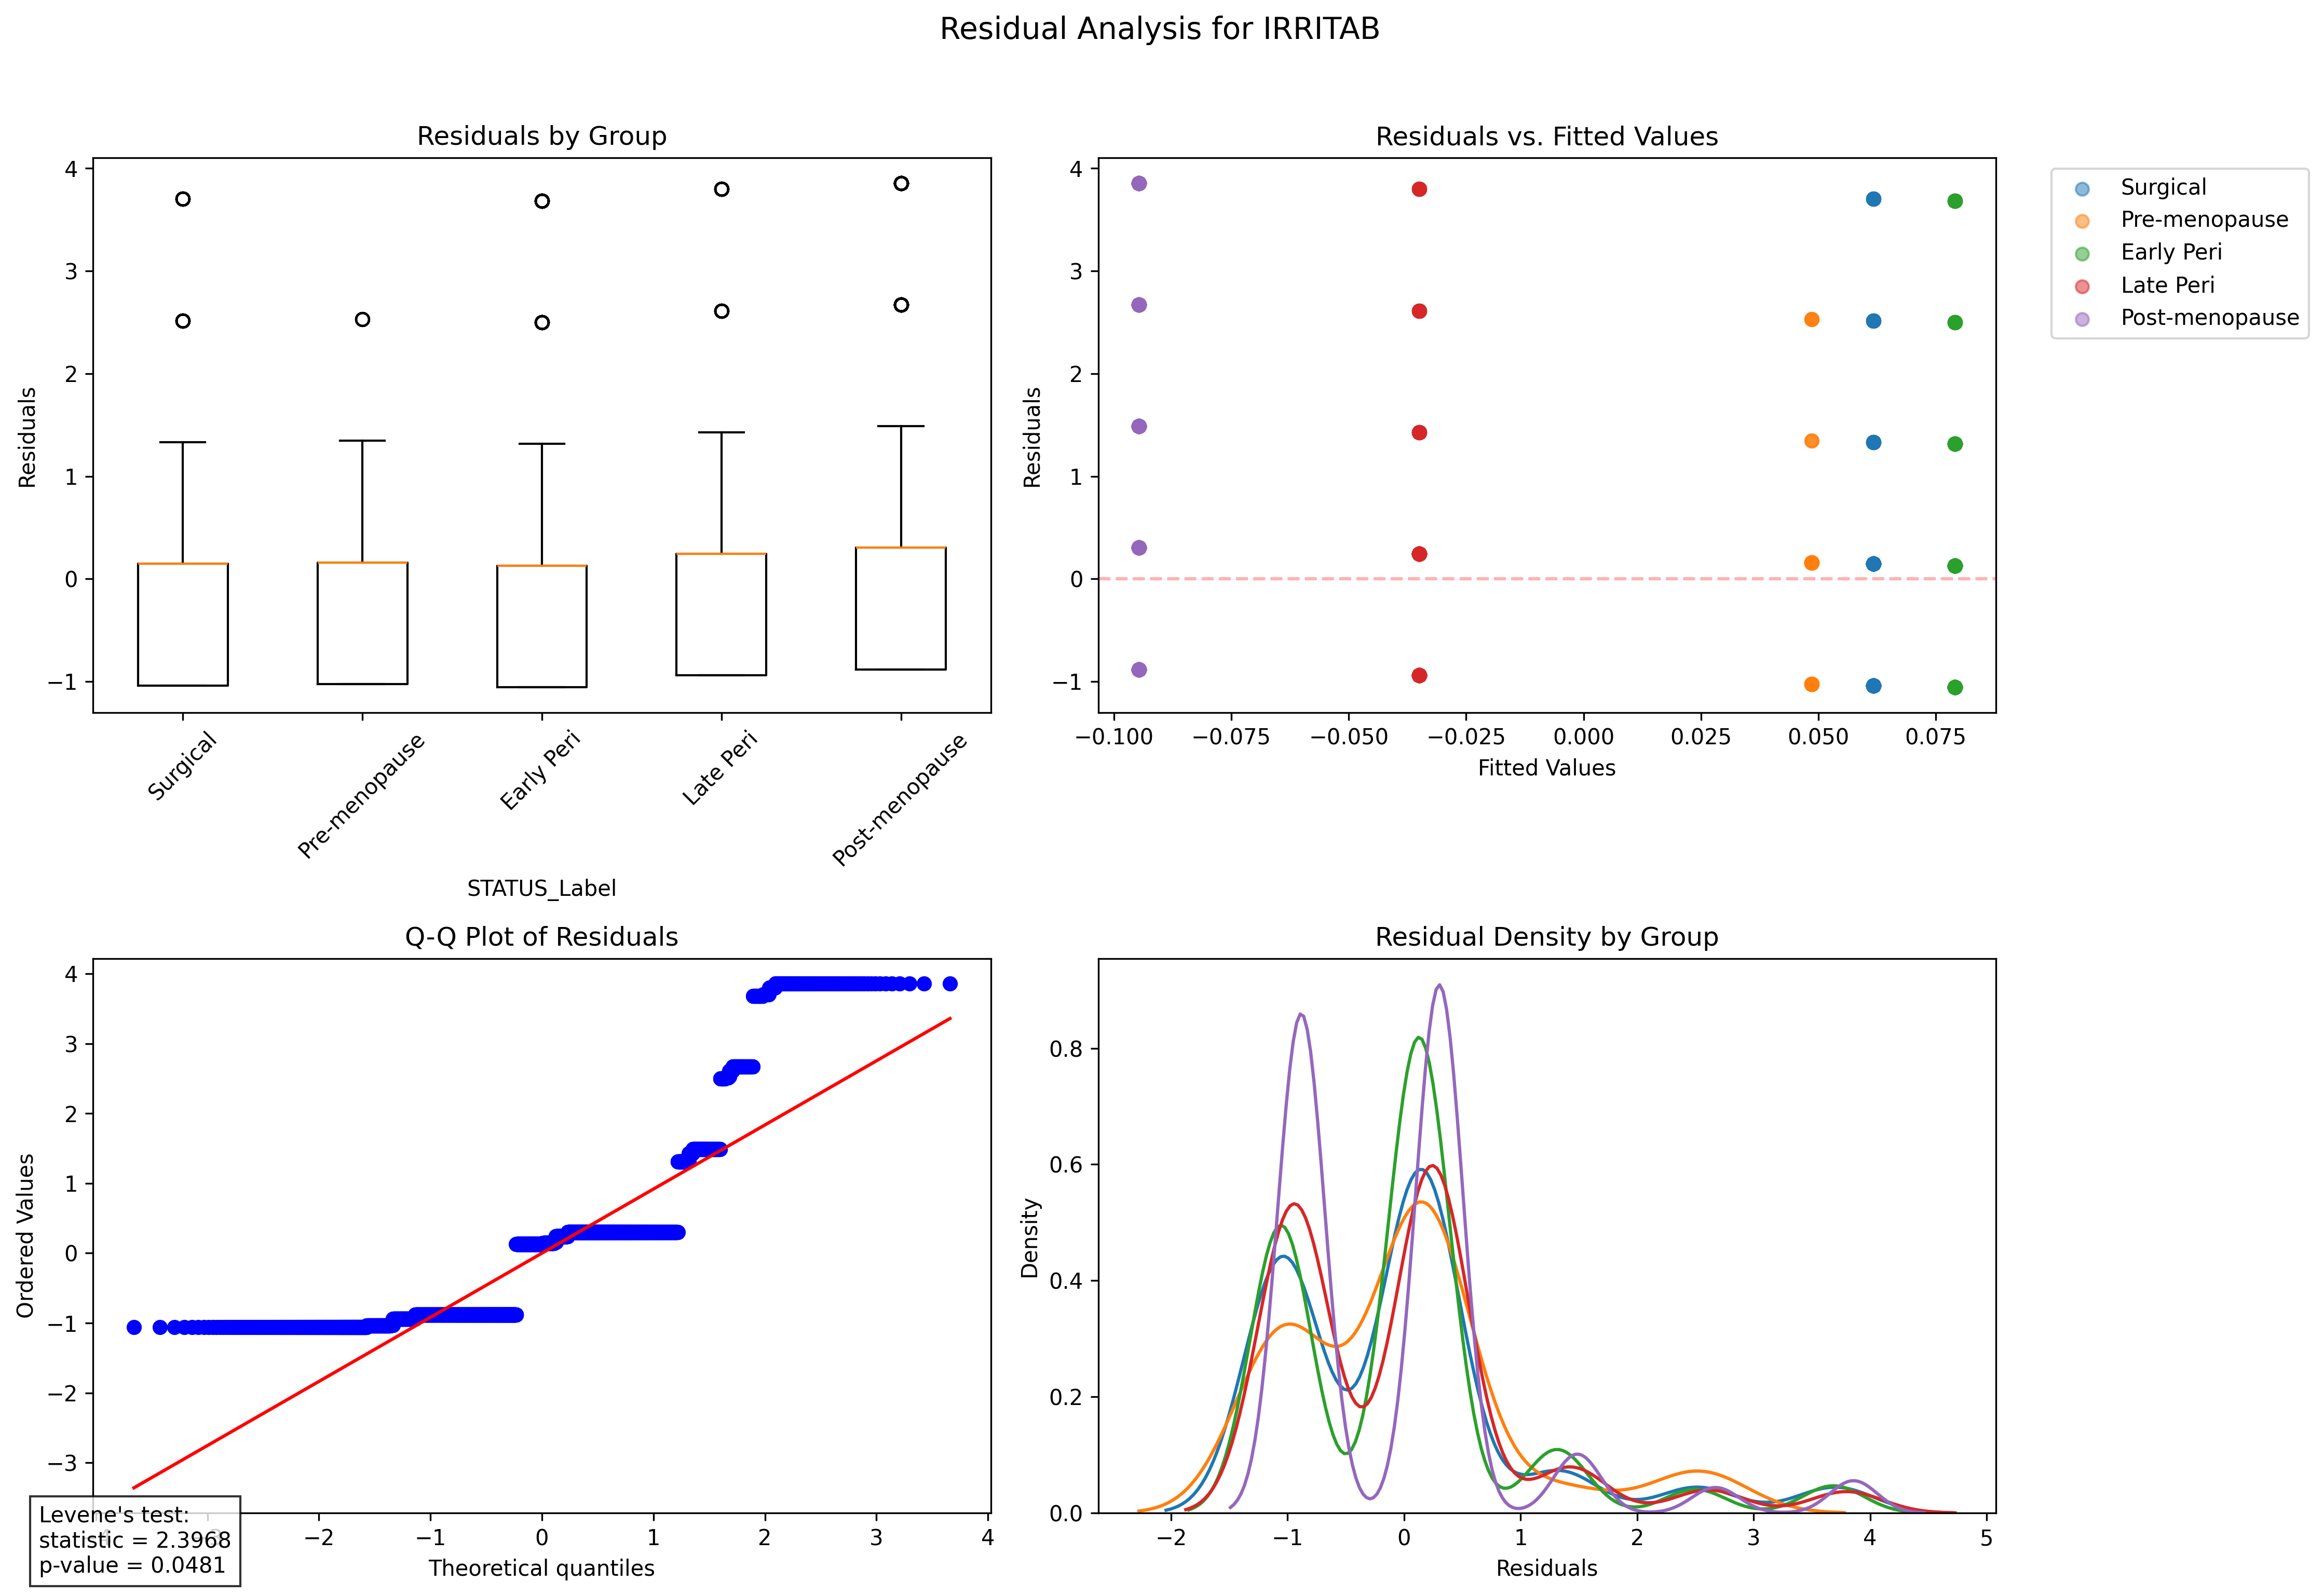 Residual Analysis for IRRITAB
Residuals by Group
4
3
2
1
0
−1
Residuals
Surgical
Pre-menopause
Early Peri
Late Peri
Post-menopause
STATUS_Label
Residuals vs. Fitted Values
4
3
2
1
0
−1
Residuals
−0.100
−0.075
−0.050
−0.025
0.000
0.025
0.050
0.075
Fitted Values
Surgical
Pre-menopause
Early Peri
Late Peri
Post-menopause
Q-Q Plot of Residuals
4
3
2
1
0
−1
−2
−3
Ordered Values
−2
−1
0
1
2
3
4
Theoretical quantiles
Levene's test:
statistic = 2.3968
p-value = 0.0481
Residual Density by Group
0.8
0.6
0.4
0.2
0.0
Density
−2
−1
0
1
2
3
4
5
Residuals